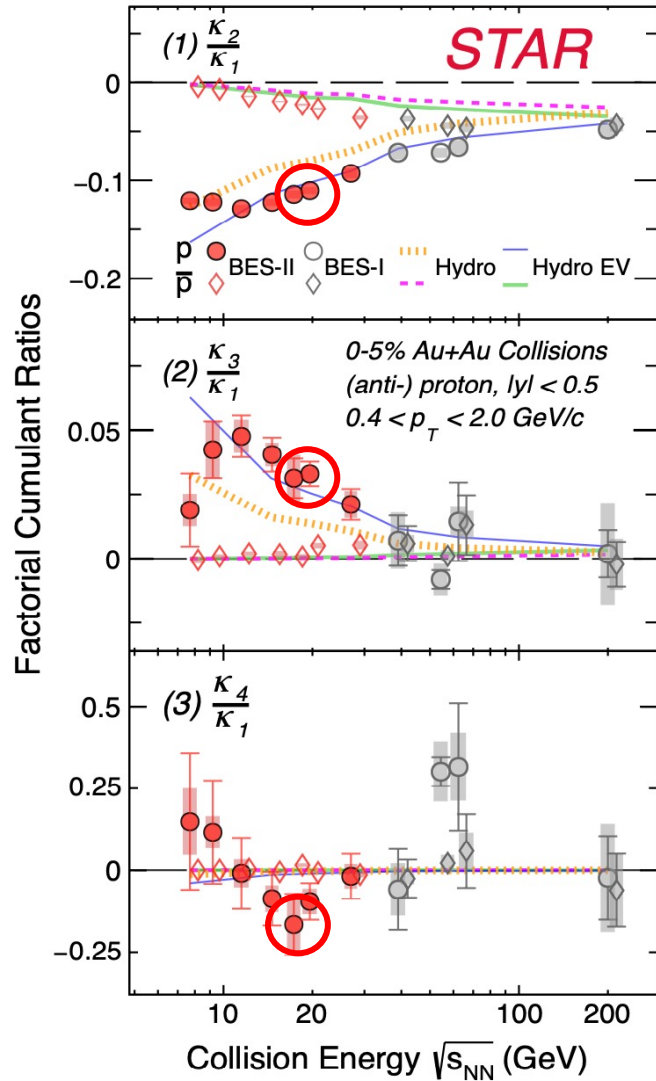 (1) κ2/κ1
STAR
0
−0.1
−0.2
p
p̅
BES-II
BES-I
Hydro
Hydro EV
Factorial Cumulant Ratios
(2) κ3/κ1
0-5% Au+Au Collisions
(anti-) proton, |y| < 0.5
0.4 < pT < 2.0 GeV/c
0.05
0
(3) κ4/κ1
0.5
0.25
0
−0.25
10 20 100 200
Collision Energy √sNN (GeV)